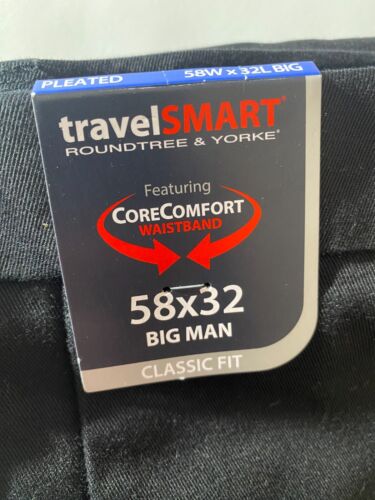 PLEATED 58W x 32L BIG
travelSMART®
ROUNDTREE & YORKE®
Featuring
CORECOMFORT
WAISTBAND
58x32
BIG MAN
CLASSIC FIT